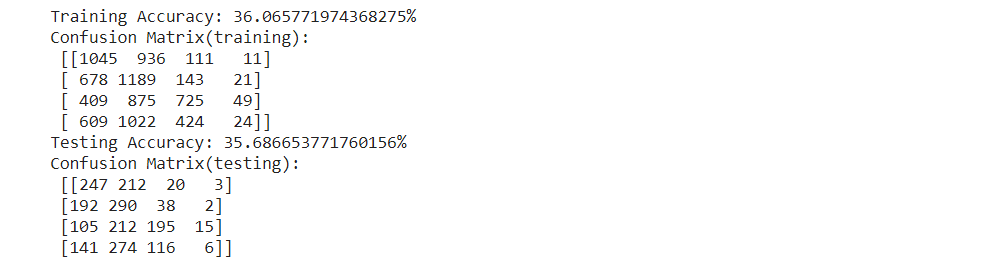 Training Accuracy: 36.065771974368275%
Confusion Matrix(training):
[[1045 936 111 11]
[ 678 1189 143 21]
[ 409 875 725 49]
[ 609 1022 424 24]]
Testing Accuracy: 35.686653771760156%
Confusion Matrix(testing):
[[247 212 20 3]
[192 290 38 2]
[105 212 195 15]
[141 274 116 6]]